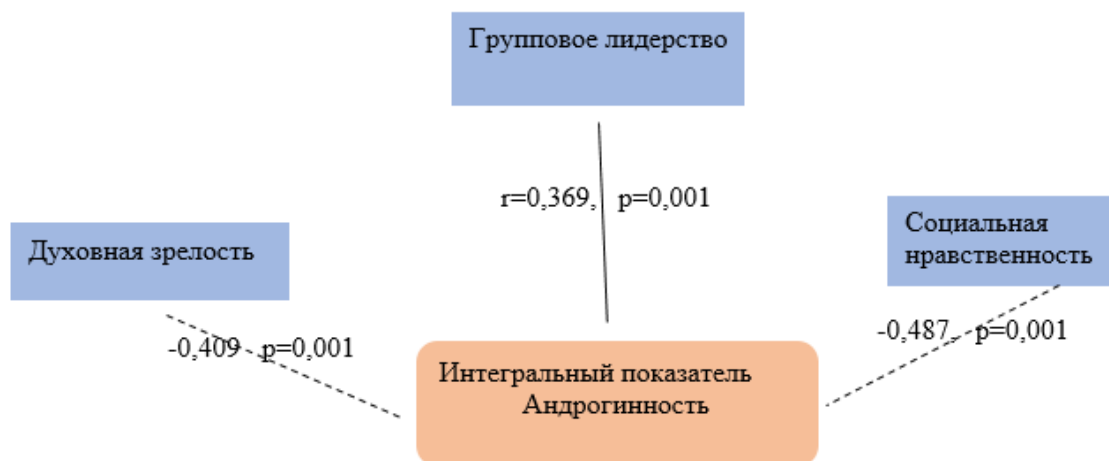 Групповое лидерство
r=0,369, p=0,001
Духовная зрелость
Социальная
нравственность
-0,409 p=0,001
-0,487, p=0,001
Интегральный показатель
Андрогинность